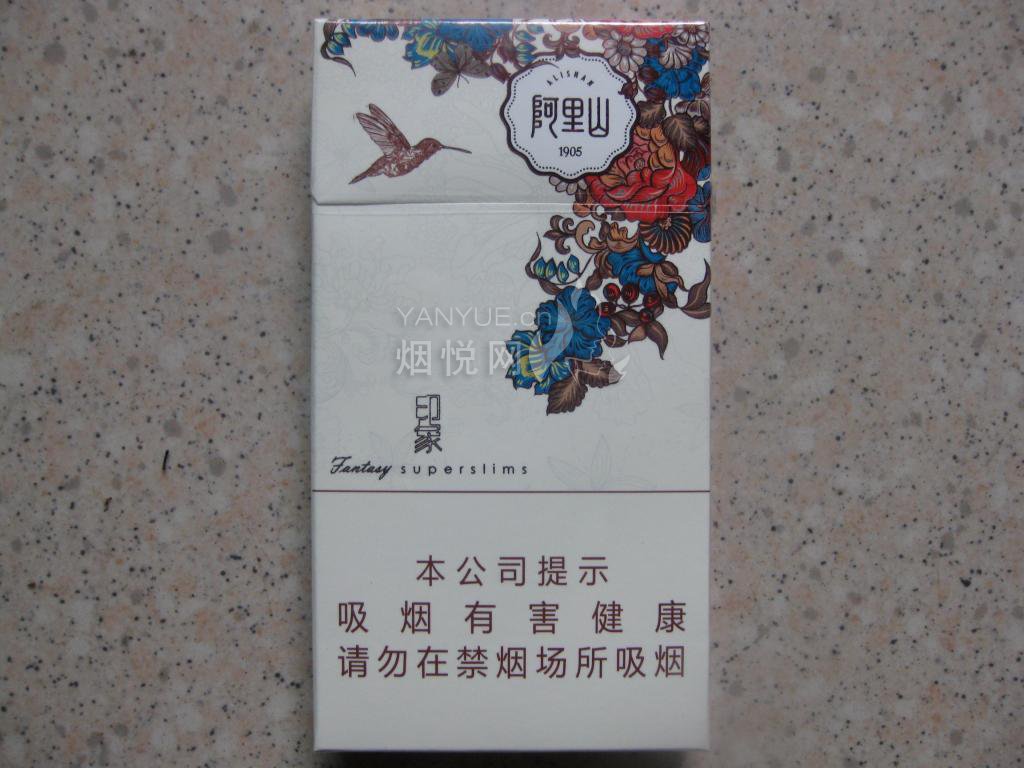 ALISHAN
阿里山
1905
YANYUE.cn
烟悦网
印象
Fantasy superslims
本公司提示
吸烟有害健康
请勿在禁烟场所吸烟